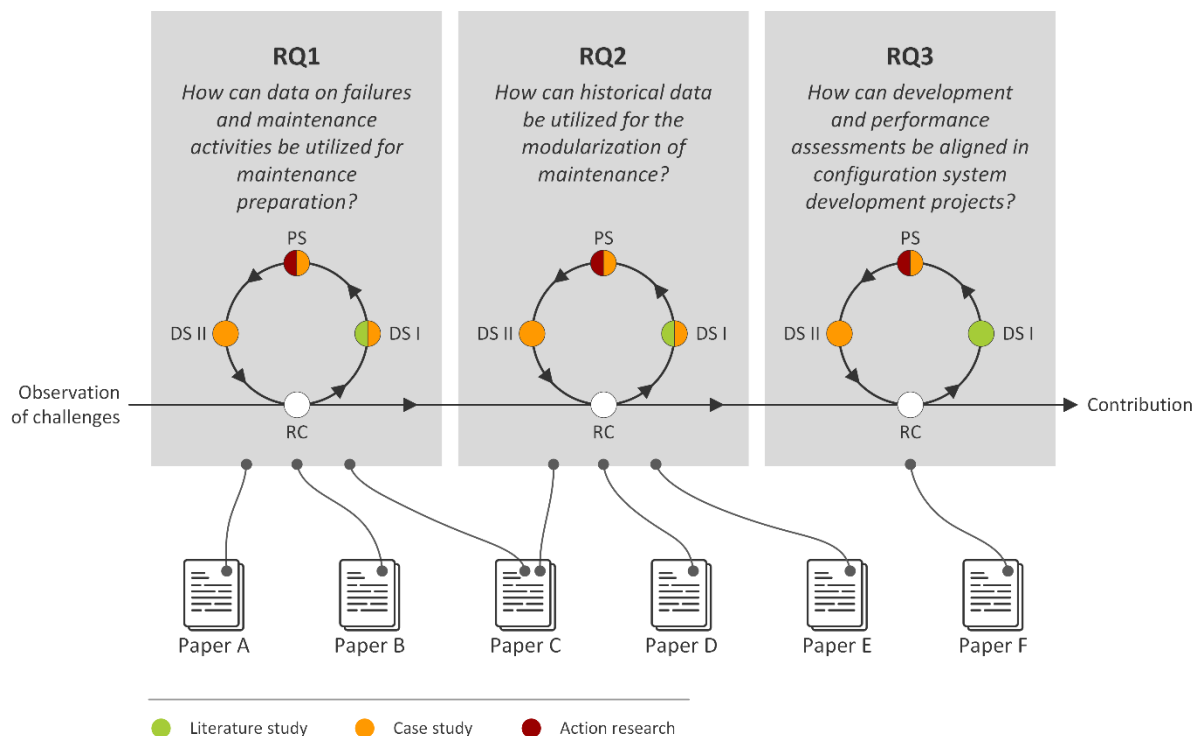 RQ1
How can data on failures
and maintenance
activities be utilized for
maintenance
preparation?
PS
DS II
DS I
RC
RQ2
How can historical data
be utilized for the
modularization of
maintenance?
PS
DS II
DS I
RC
RQ3
How can development
and performance
assessments be aligned in
configuration system
development projects?
PS
DS II
DS I
RC
Observation
of challenges
Contribution
Paper A
Paper B
Paper C
Paper D
Paper E
Paper F
Literature study
Case study
Action research